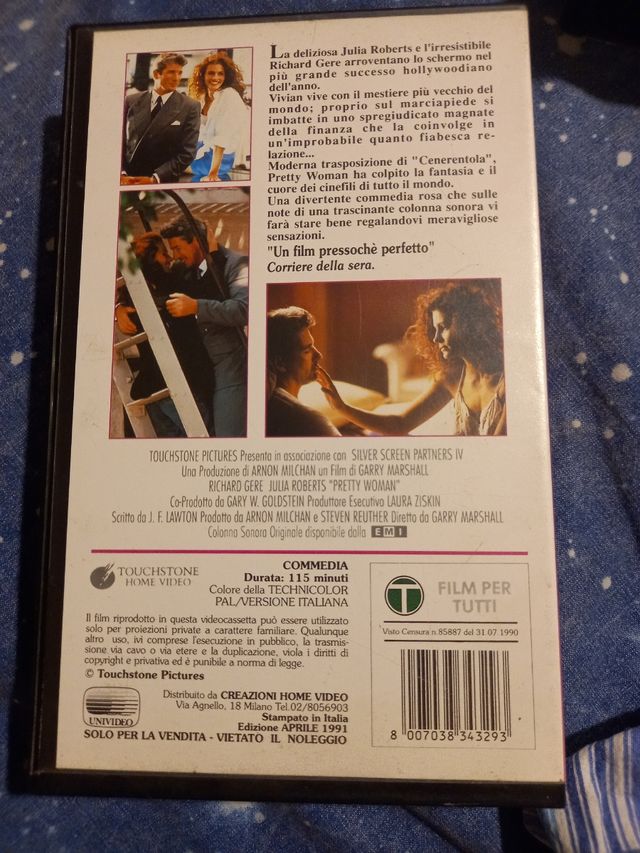 La deliziosa Julia Roberts e l'irresistibile
Richard Gere arroventano lo schermo nel
più grande successo hollywoodiano
dell'anno.
Vivian vive con il mestiere più vecchio del
mondo; proprio sul marciapiede si
imbatte in uno spregiudicato magnate
della finanza che la coinvolge in
un'improbabile quanto fiabesca re-
lazione...
Moderna trasposizione di "Cenerentola",
Pretty Woman ha colpito la fantasia e il
cuore dei cinefili di tutto il mondo.
Una divertente commedia rosa che sulle
note di una trascinante colonna sonora vi
farà stare bene regalandovi meravigliose
sensazioni.
"Un film pressochè perfetto"
Corriere della sera.
TOUCHSTONE PICTURES Presenta in associazione con SILVER SCREEN PARTNERS IV
Una Produzione di ARNON MILCHAN un Film di GARRY MARSHALL
RICHARD GERE JULIA ROBERTS "PRETTY WOMAN"
Co-Prodotto da GARY W. GOLDSTEIN Produttore Esecutivo LAURA ZISKIN
Scritto da J. F. LAWTON Prodotto da ARNON MILCHAN e STEVEN REUTHER Diretto da GARRY MARSHALL
Colonna Sonora Originale disponibile dalla EMI
TOUCHSTONE
HOME VIDEO
COMMEDIA
Durata: 115 minuti
Colore della TECHNICOLOR
PAL/VERSIONE ITALIANA
Il film riprodotto in questa videocassetta può essere utilizzato
solo per proiezioni private a carattere familiare. Qualunque
altro uso, ivi comprese l'esecuzione in pubblico, la trasmis-
sione via cavo o via etere e la duplicazione, viola i diritti di
copyright e privativa ed è punibile a norma di legge.
© Touchstone Pictures
UNIVIDEO
Distribuito da CREAZIONI HOME VIDEO
Via Agnello, 18 Milano Tel.02/8056903
Stampato in Italia
Edizione APRILE 1991
SOLO PER LA VENDITA - VIETATO IL NOLEGGIO
T FILM PER
TUTTI
Visto Censura n.85887 del 31.07 1990
8 007038 343293